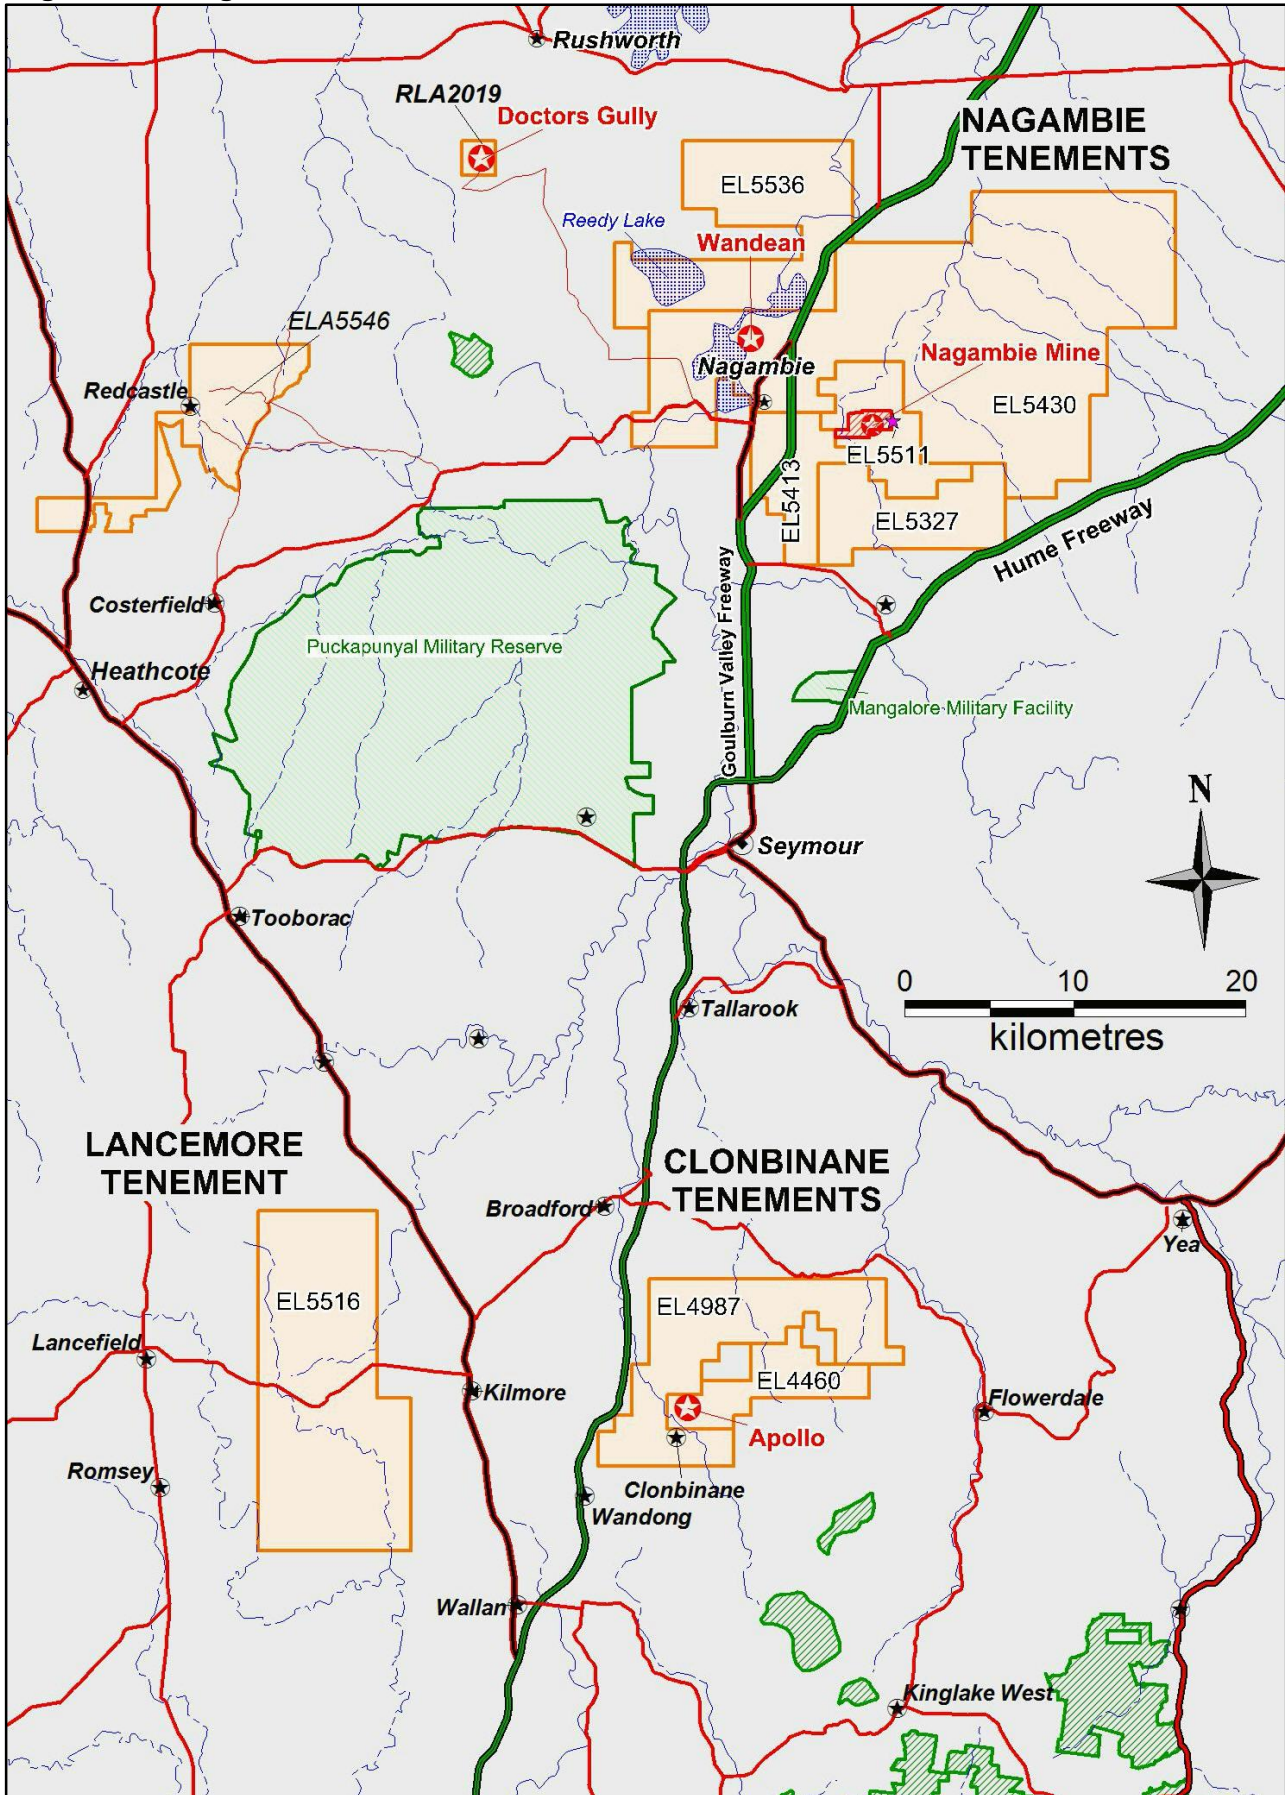 Rushworth
RLA2019
Doctors Gully
NAGAMBIE
TENEMENTS
EL5536
Reedy Lake
Wandean
ELA5546
Nagambie Mine
Nagambie
Redcastle
EL5430
EL5511
EL5413
EL5327
Hume Freeway
Goulburn Valley Freeway
Costerfield
Puckapunyal Military Reserve
Heathcote
Mangalore Military Facility
N
Seymour
Tooborac
0 10 20
kilometres
Tallarook
LANCEMORE
TENEMENT
CLONBINANE
TENEMENTS
Broadford
Yea
EL5516
EL4987
Lancefield
EL4460
Kilmore
Flowerdale
Apollo
Romsey
Clonbinane
Wandong
Wallan
Kinglake West